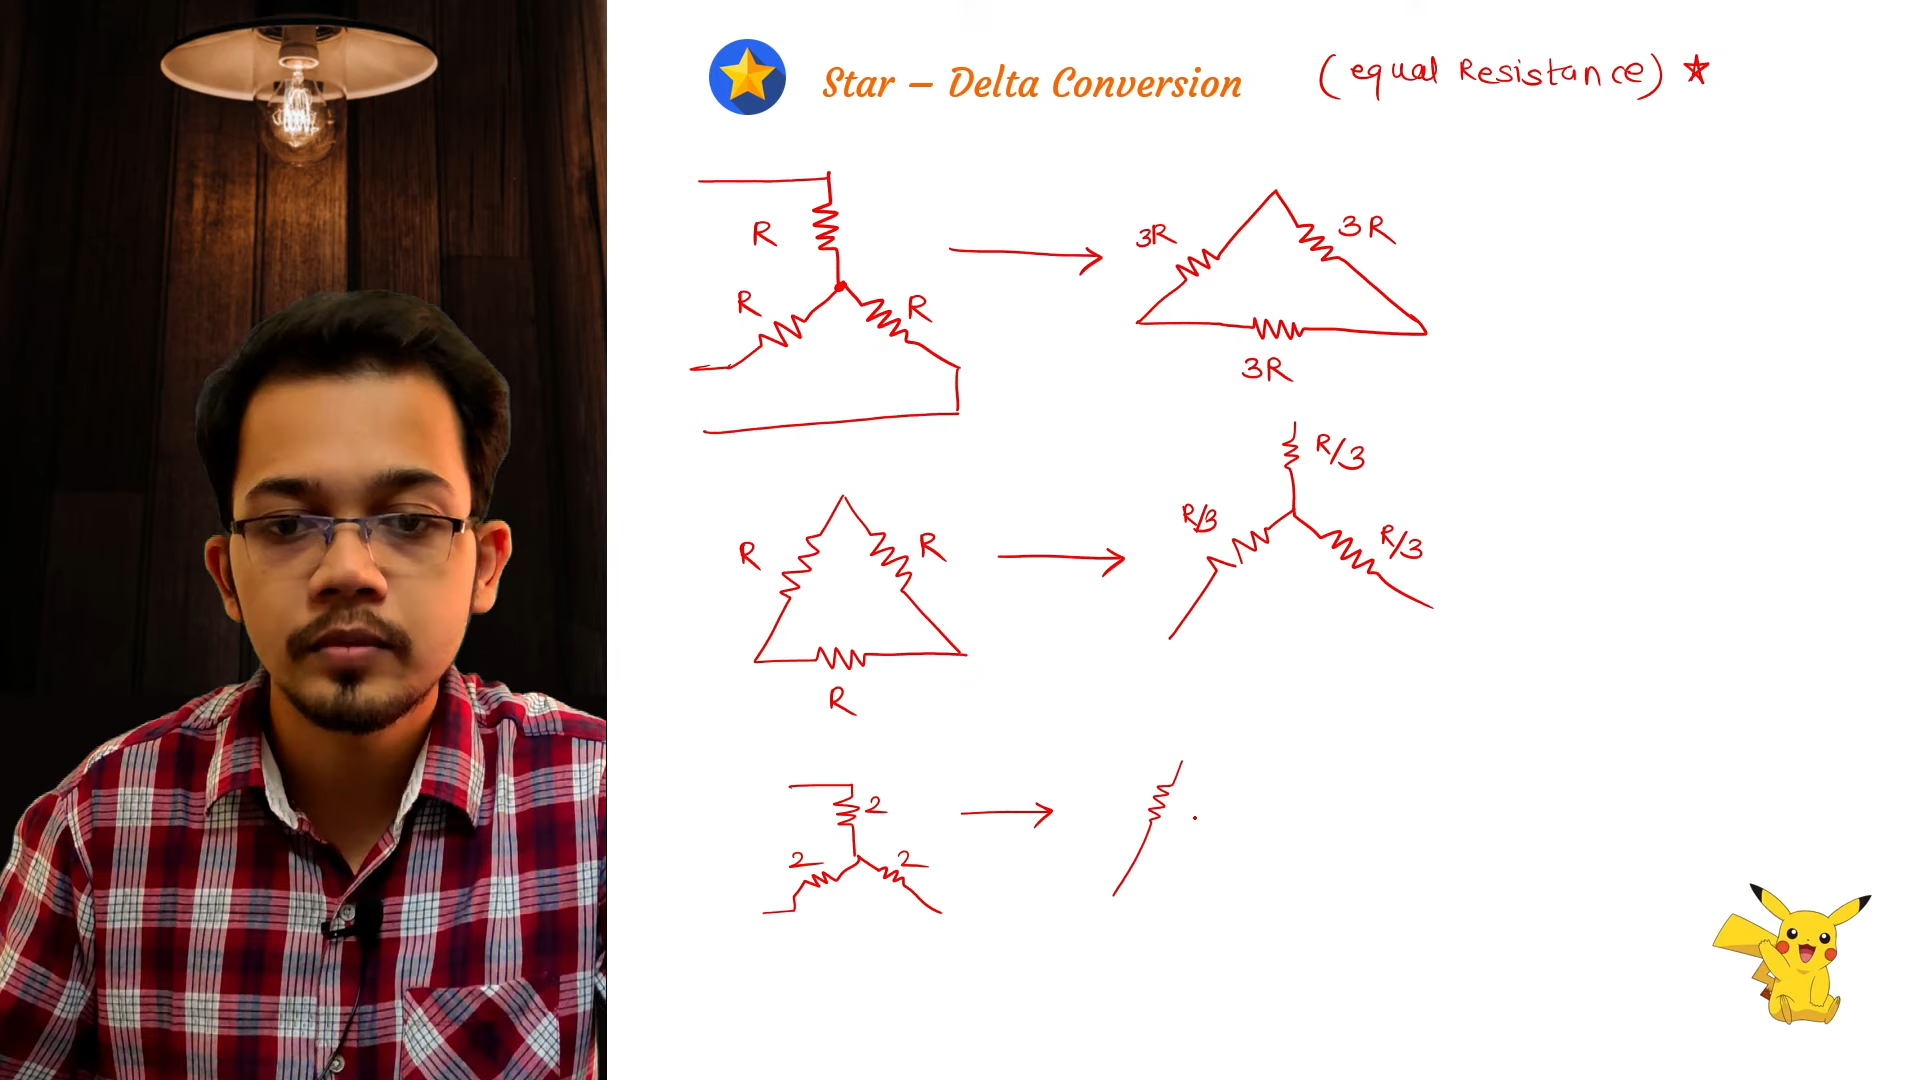 Star – Delta Conversion (equal Resistance) ★
R
R
R
3R
3R
3R
R
R
R
R/3
R/3
R/3
2
2
2